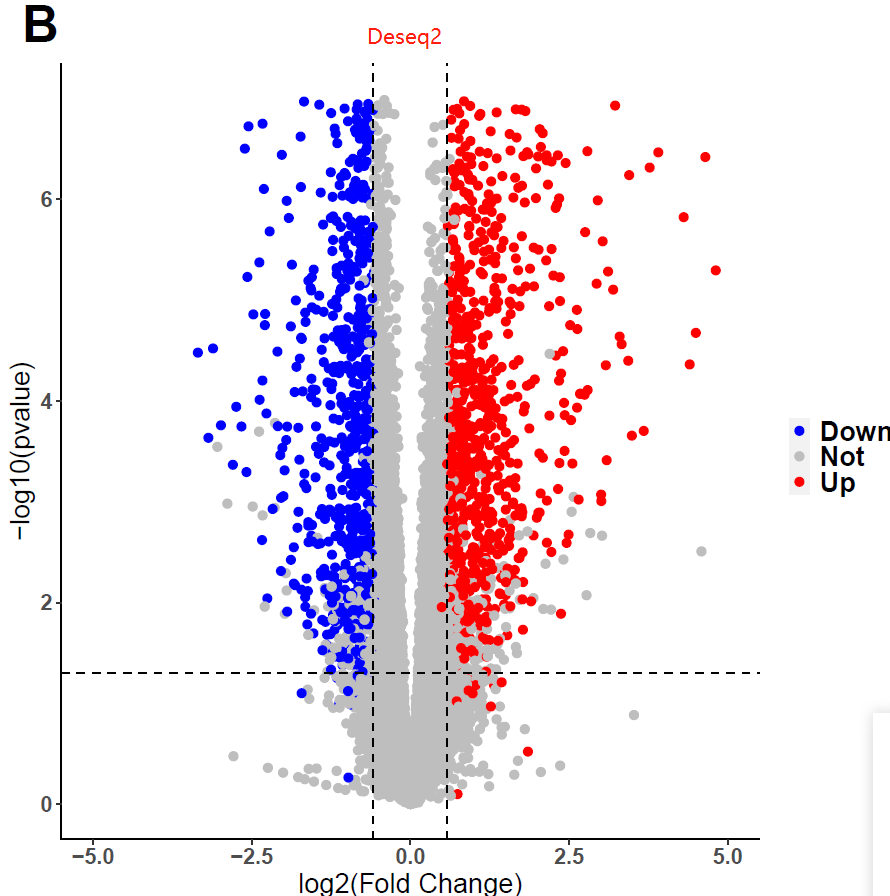 B
Deseq2
6
4
2
0
−log10(pvalue)
−5.0
−2.5
0.0
2.5
5.0
log2(Fold Change)
Down
Not
Up